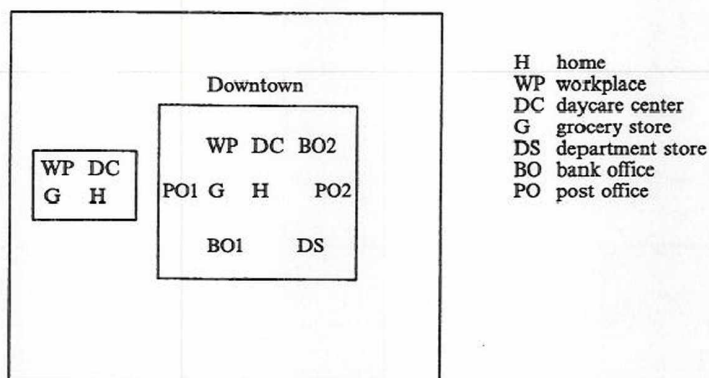 Downtown
WP DC BO2
PO1 G H PO2
BO1 DS
WP DC
G H
H home
WP workplace
DC daycare center
G grocery store
DS department store
BO bank office
PO post office